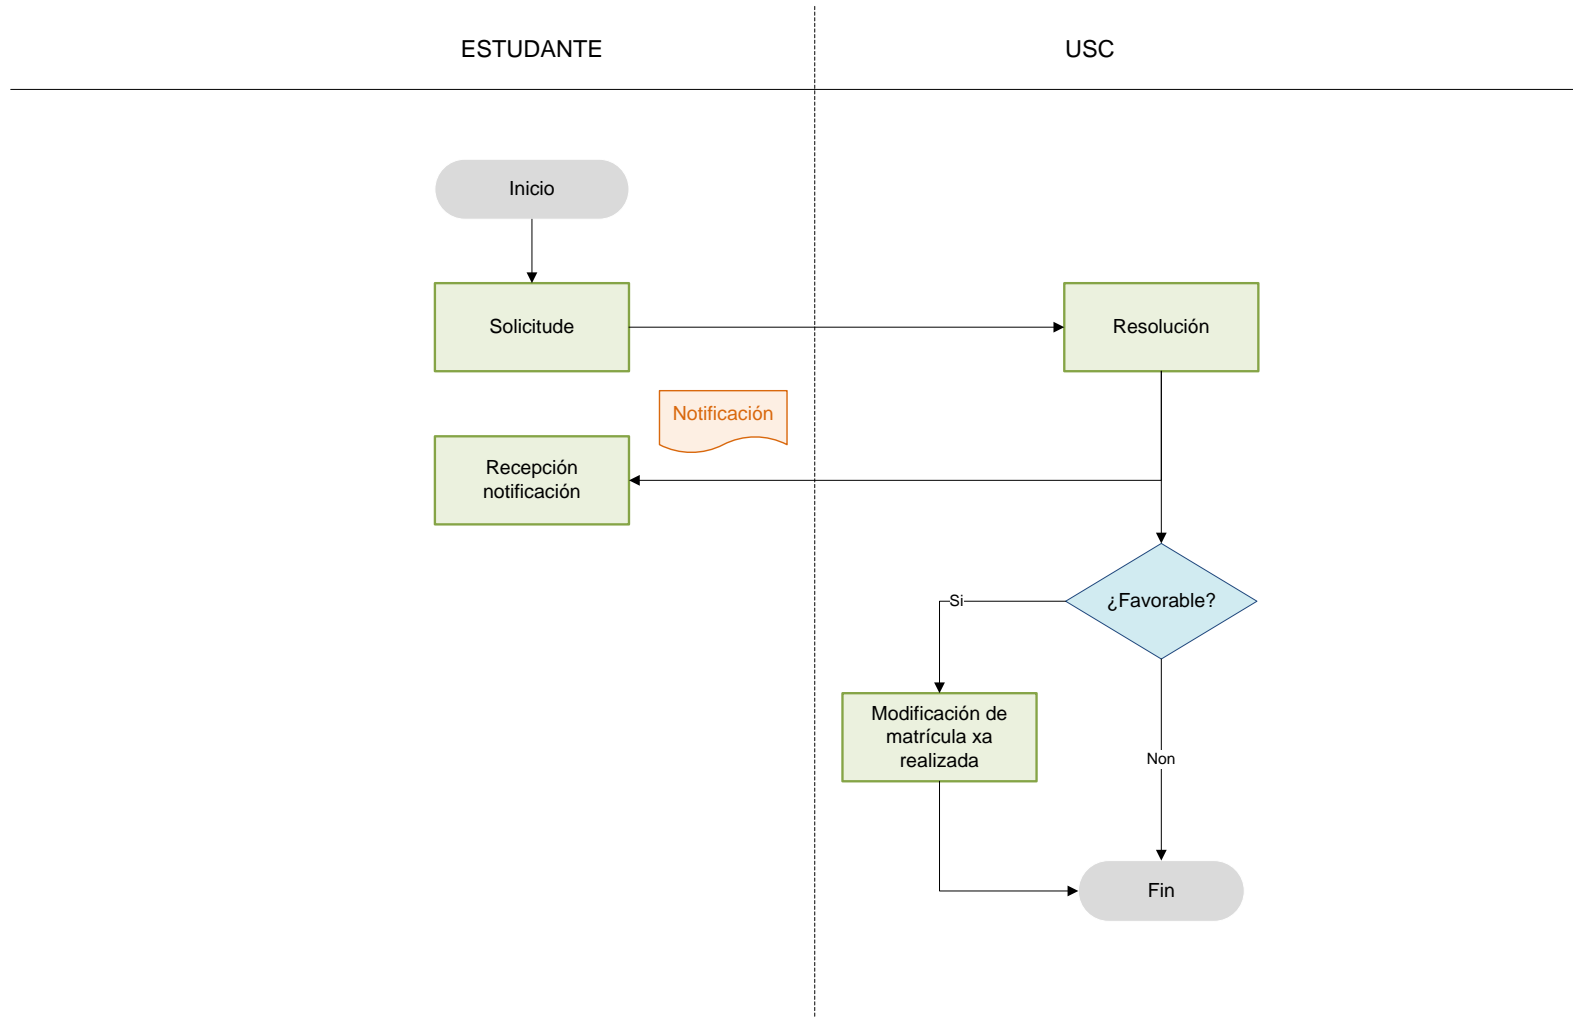 ESTUDANTE
USC
Inicio
Solicitude
Resolución
Notificación
Recepción
notificación
¿Favorable?
Si
Modificación de
matrícula xa
realizada
Non
Fin